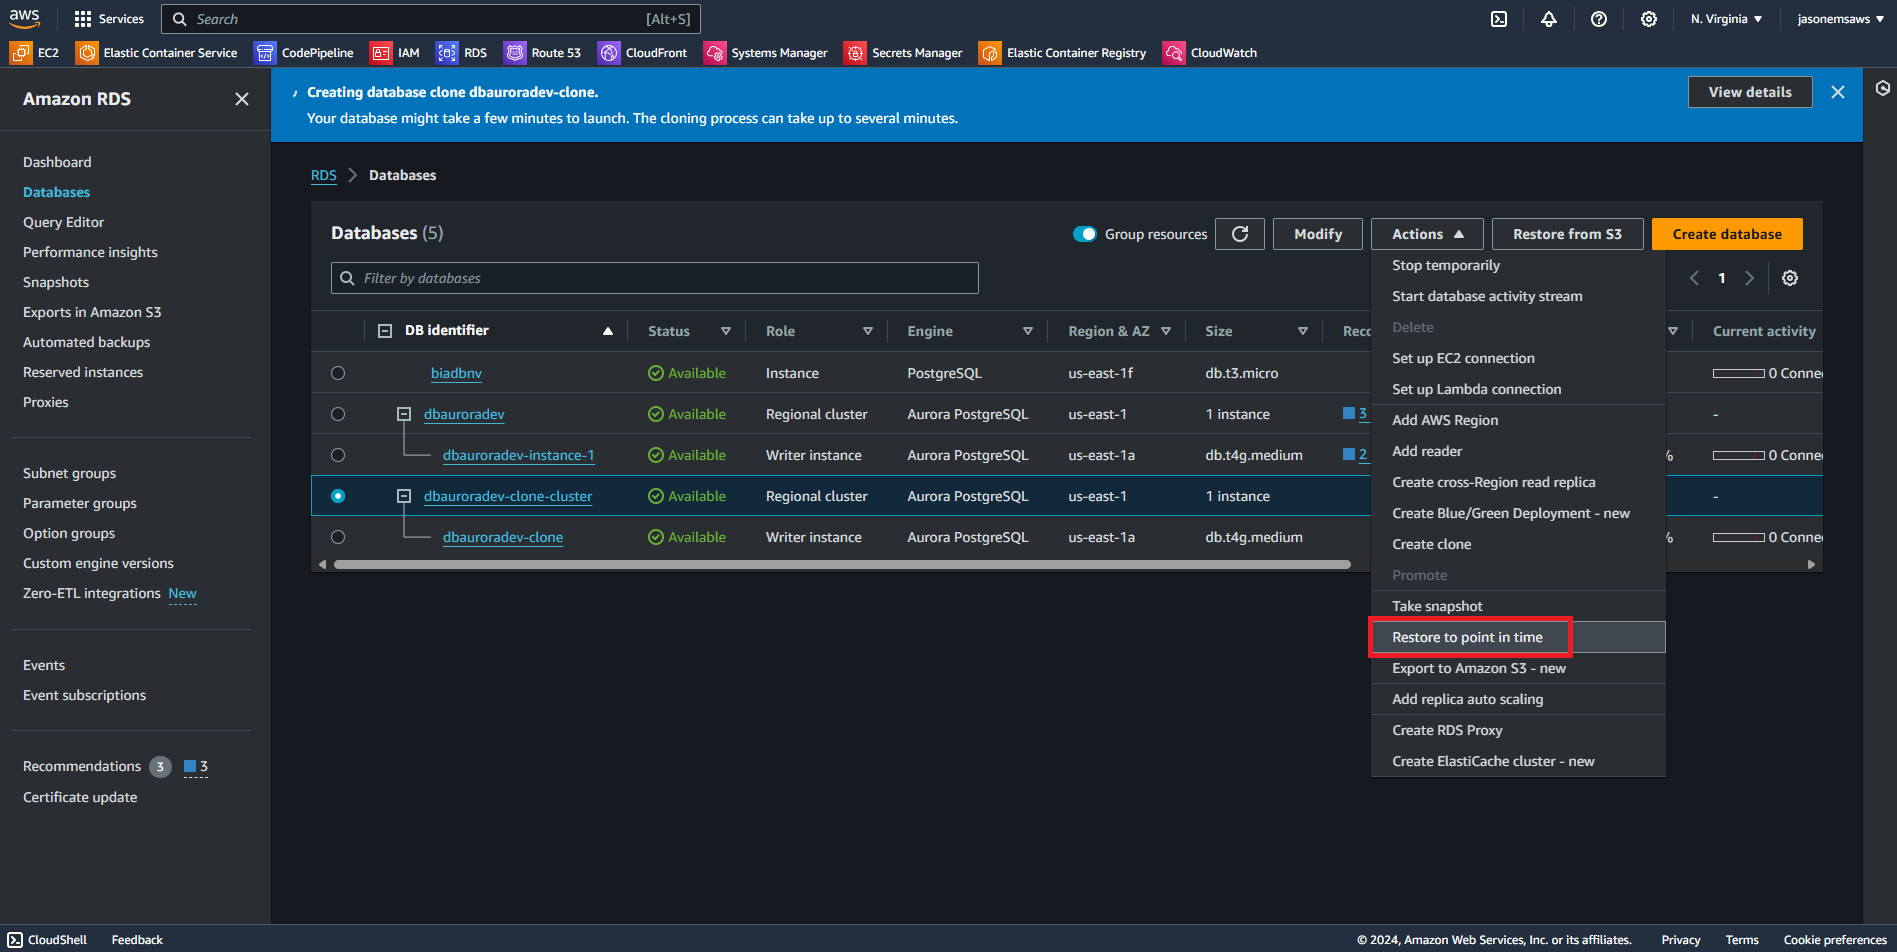 aws
Services
Search
[Alt+S]
N. Virginia
jasonemsaws
EC2
Elastic Container Service
CodePipeline
IAM
RDS
Route 53
CloudFront
Systems Manager
Secrets Manager
Elastic Container Registry
CloudWatch
Amazon RDS
Dashboard
Databases
Query Editor
Performance insights
Snapshots
Exports in Amazon S3
Automated backups
Reserved instances
Proxies
Subnet groups
Parameter groups
Option groups
Custom engine versions
Zero-ETL integrations New
Events
Event subscriptions
Recommendations 3 3
Certificate update
Creating database clone dbauroradev-clone.
Your database might take a few minutes to launch. The cloning process can take up to several minutes.
View details
RDS
Databases
Databases (5)
Group resources
Modify
Actions
Restore from S3
Create database
Filter by databases
1
DB identifier
Status
Role
Engine
Region & AZ
Size
Rec
Current activity
biadbnv Available Instance PostgreSQL us-east-1f db.t3.micro 0 Conne
dbauroradev Available Regional cluster Aurora PostgreSQL us-east-1 1 instance 3 -
dbauroradev-instance-1 Available Writer instance Aurora PostgreSQL us-east-1a db.t4g.medium 2 % 0 Conne
dbauroradev-clone-cluster Available Regional cluster Aurora PostgreSQL us-east-1 1 instance -
dbauroradev-clone Available Writer instance Aurora PostgreSQL us-east-1a db.t4g.medium % 0 Conne
Stop temporarily
Start database activity stream
Delete
Set up EC2 connection
Set up Lambda connection
Add AWS Region
Add reader
Create cross-Region read replica
Create Blue/Green Deployment - new
Create clone
Promote
Take snapshot
Restore to point in time
Export to Amazon S3 - new
Add replica auto scaling
Create RDS Proxy
Create ElastiCache cluster - new
CloudShell
Feedback
© 2024, Amazon Web Services, Inc. or its affiliates.
Privacy
Terms
Cookie preferences